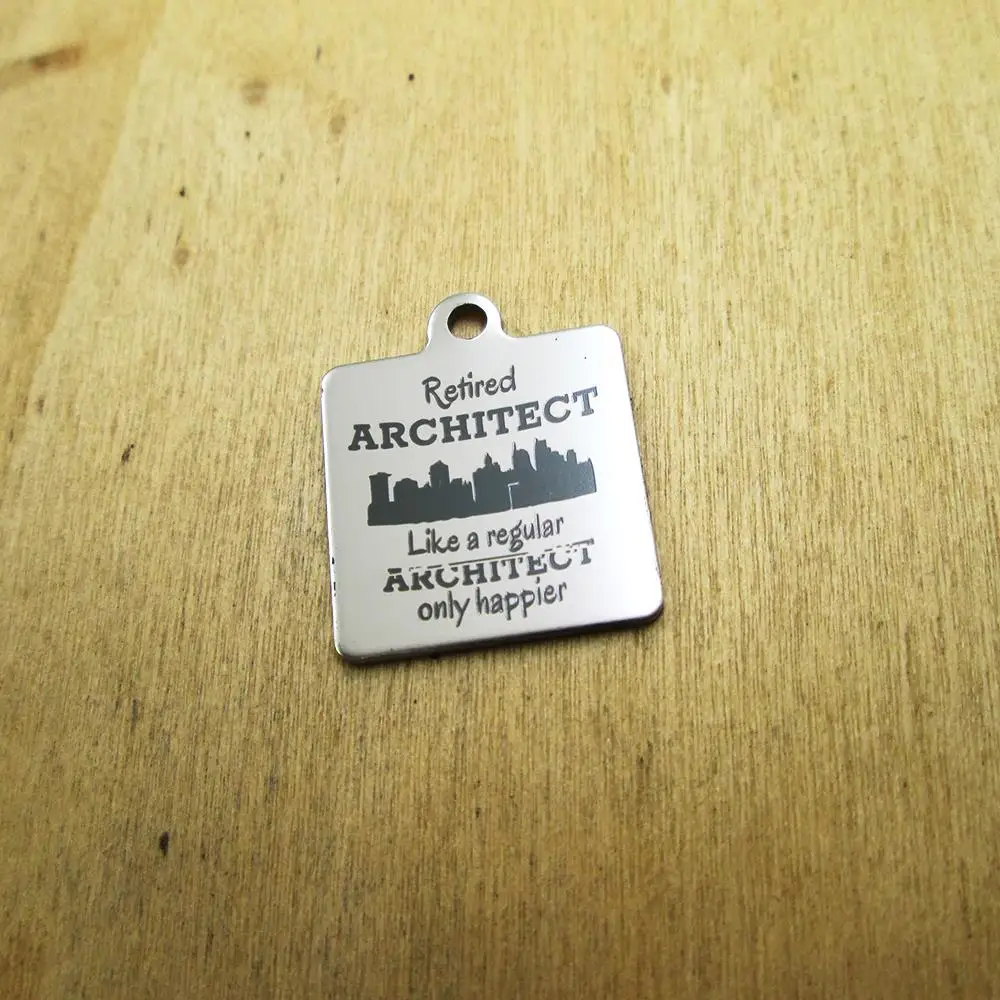 Retired
ARCHITECT
Like a regular
ARCHITECT
only happier